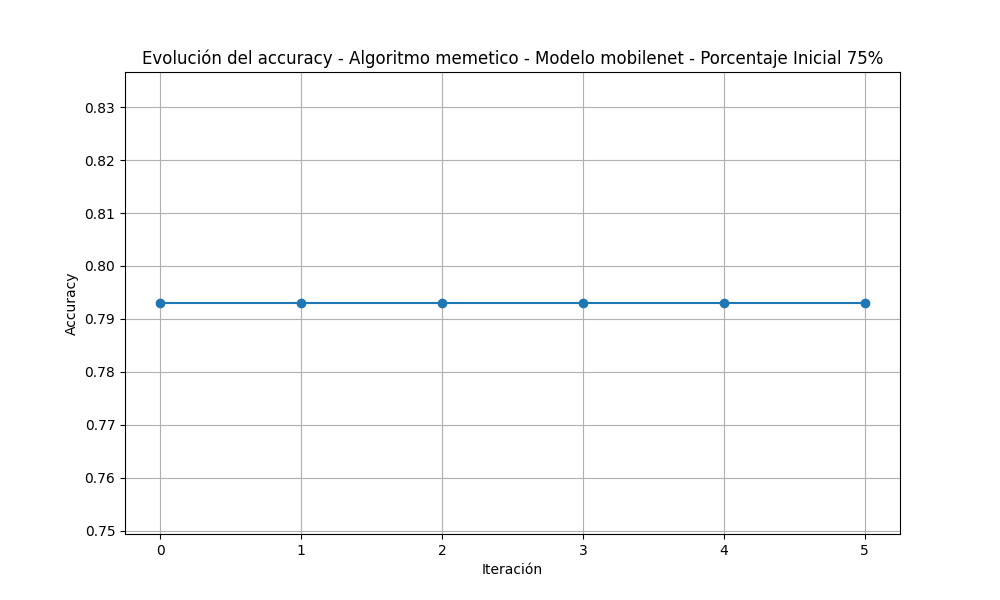 Evolución del accuracy - Algoritmo memetico - Modelo mobilenet - Porcentaje Inicial 75%
0.83
0.82
0.81
0.80
0.79
0.78
0.77
0.76
0.75
Accuracy
0 1 2 3 4 5
Iteración